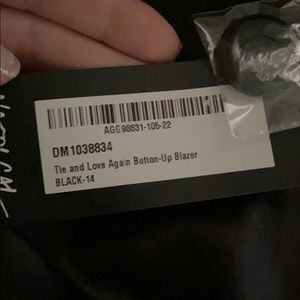 AGG98631-105-22
DM1038834
Tie and Love Again Button-Up Blazer
BLACK-14